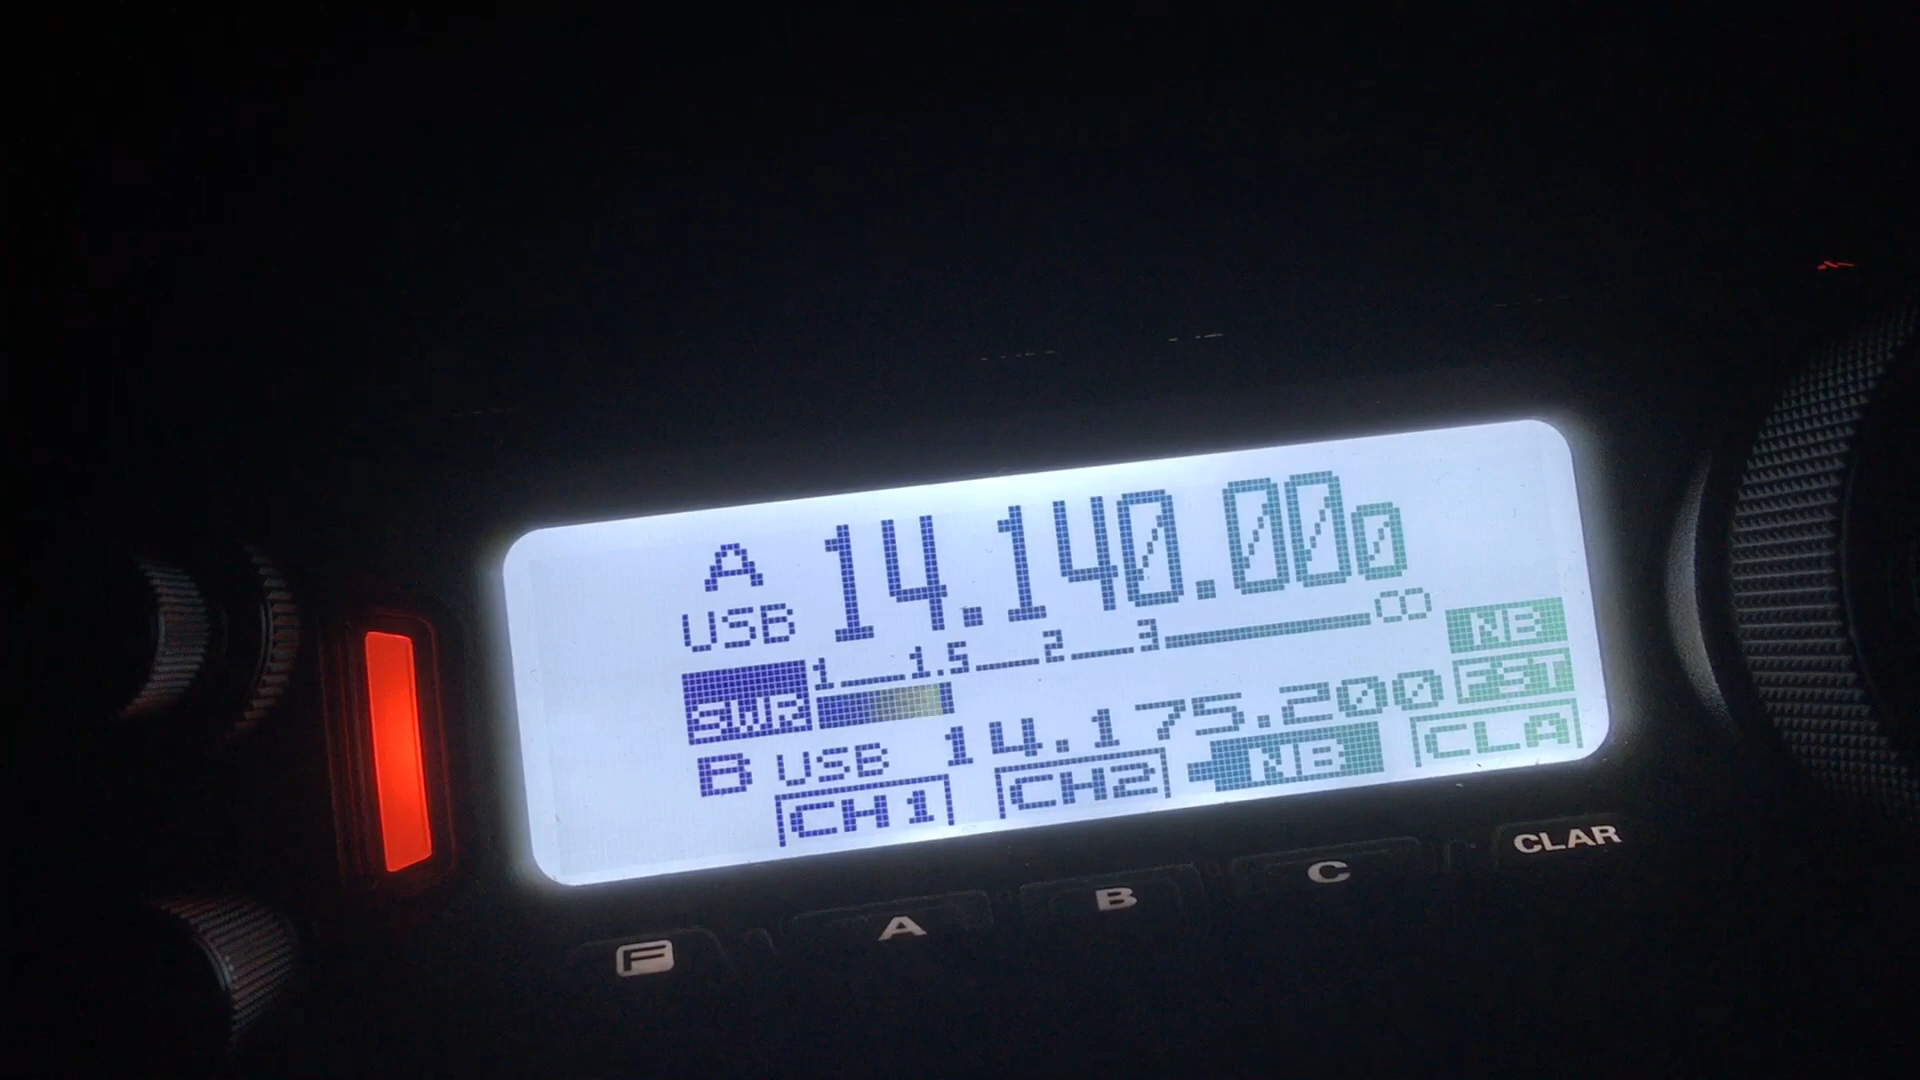 A 14.140.000
USB
1 1.5 2 3 ∞ NB
SWR FST
B USB 14.175.200
CH1 CH2 NB CLA
F A B C CLAR